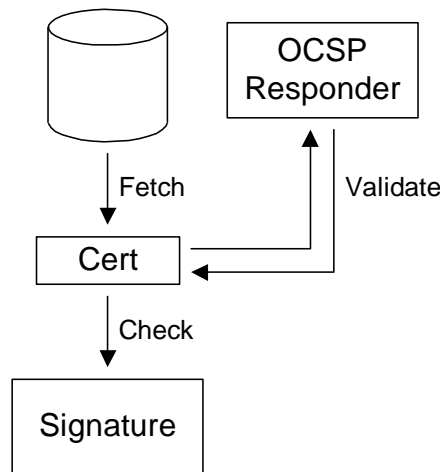 OCSP
Responder
Fetch
Validate
Cert
Check
Signature